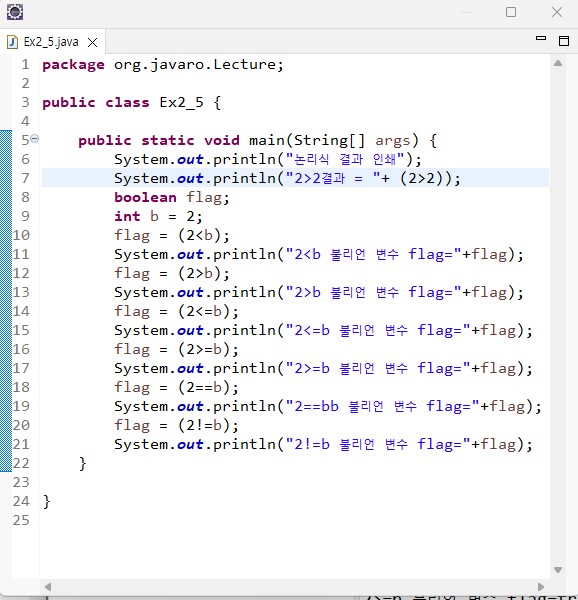 Ex2_5.java
1 package org.javaro.Lecture;
2
3 public class Ex2_5 {
4
5 public static void main(String[] args) {
6 System.out.println("논리식 결과 인쇄");
7 System.out.println("2>2결과 = "+ (2>2));
8 boolean flag;
9 int b = 2;
10 flag = (2<b);
11 System.out.println("2<b 불리언 변수 flag="+flag);
12 flag = (2>b);
13 System.out.println("2>b 불리언 변수 flag="+flag);
14 flag = (2<=b);
15 System.out.println("2<=b 불리언 변수 flag="+flag);
16 flag = (2>=b);
17 System.out.println("2>=b 불리언 변수 flag="+flag);
18 flag = (2==b);
19 System.out.println("2==bb 불리언 변수 flag="+flag);
20 flag = (2!=b);
21 System.out.println("2!=b 불리언 변수 flag="+flag);
22 }
23
24 }
25